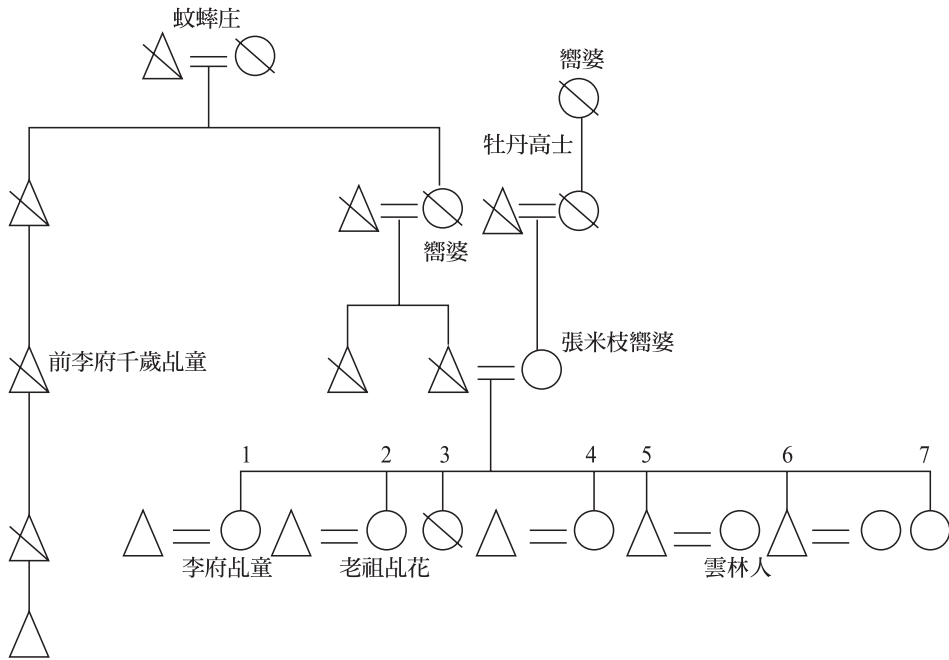 蚊蟀庄
嚮婆
牡丹高士
嚮婆
張米枝嚮婆
前李府千歲乩童
1 2 3 4 5 6 7
李府乩童
老祖乩花
雲林人